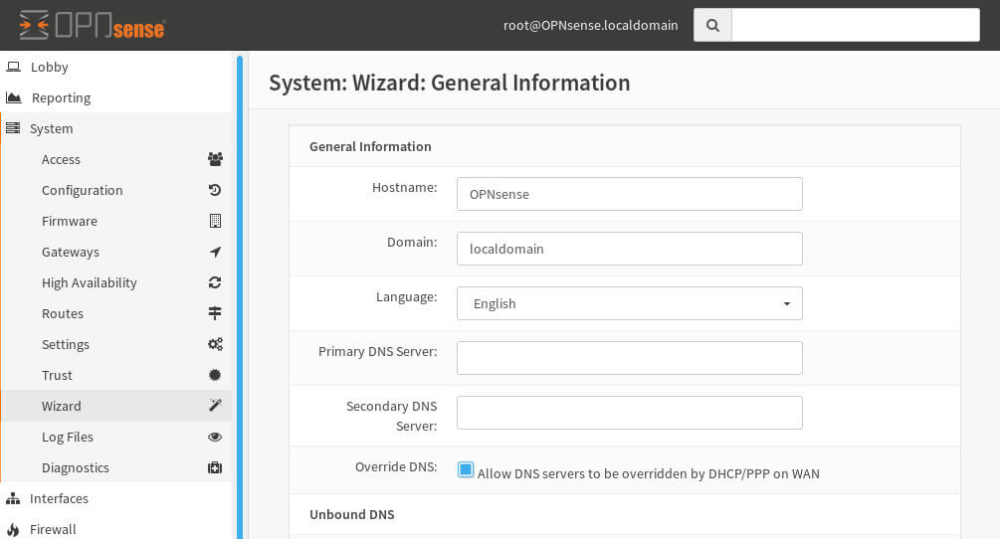 OPNsense
root@OPNsense.localdomain
Lobby
Reporting
System
Access
Configuration
Firmware
Gateways
High Availability
Routes
Settings
Trust
Wizard
Log Files
Diagnostics
Interfaces
Firewall
System: Wizard: General Information
General Information
Hostname:
OPNsense
Domain:
localdomain
Language:
English
Primary DNS Server:
Secondary DNS
Server:
Override DNS:
Allow DNS servers to be overridden by DHCP/PPP on WAN
Unbound DNS